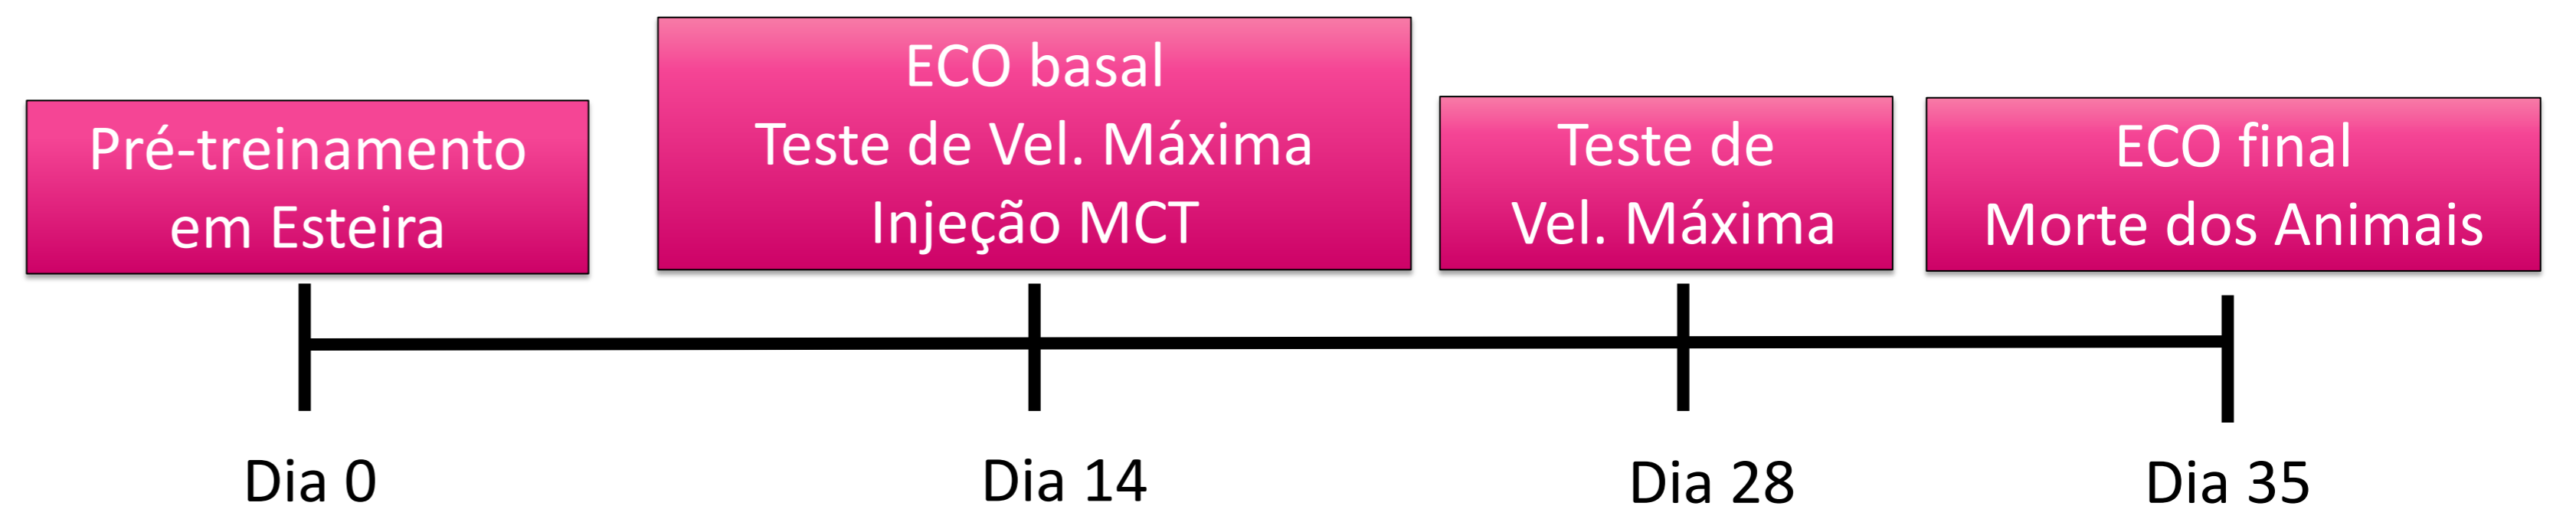 Pré-treinamento
em Esteira
ECO basal
Teste de Vel. Máxima
Injeção MCT
Teste de
Vel. Máxima
ECO final
Morte dos Animais
Dia 0
Dia 14
Dia 28
Dia 35